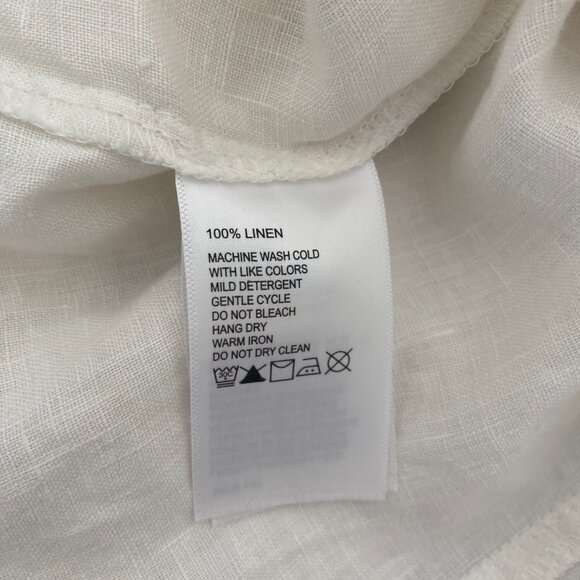 100% LINEN
MACHINE WASH COLD
WITH LIKE COLORS
MILD DETERGENT
GENTLE CYCLE
DO NOT BLEACH
HANG DRY
WARM IRON
DO NOT DRY CLEAN
30C